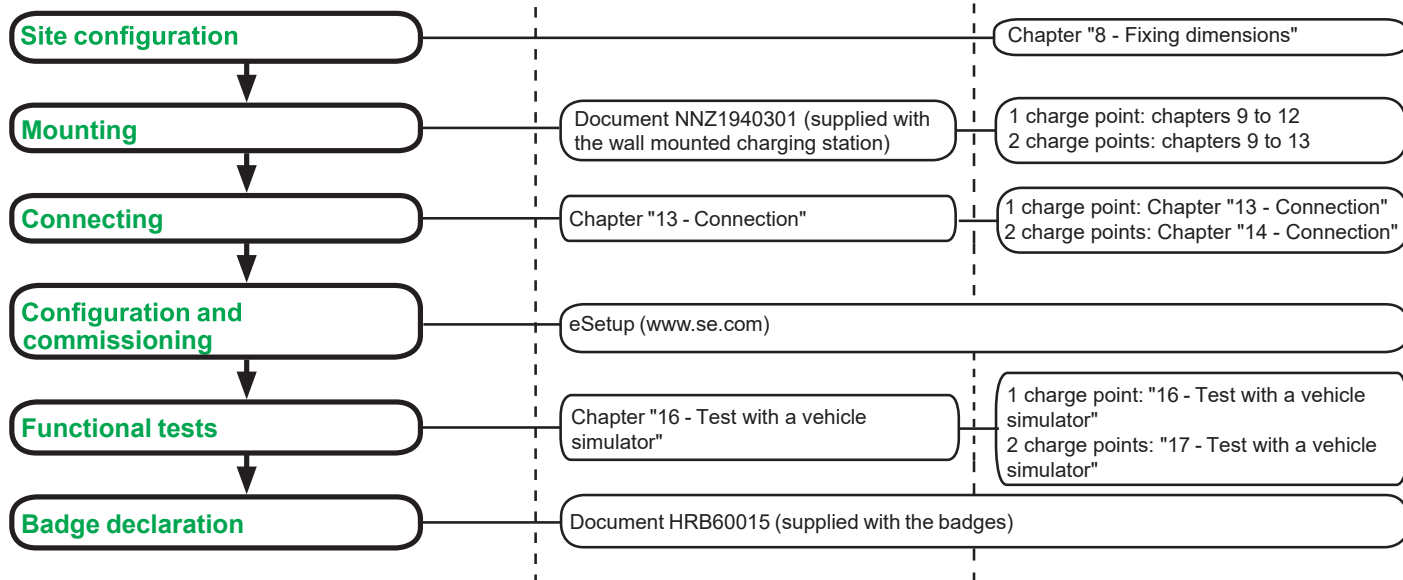 Site configuration
Chapter "8 - Fixing dimensions"
Mounting
Document NNZ1940301 (supplied with
the wall mounted charging station)
1 charge point: chapters 9 to 12
2 charge points: chapters 9 to 13
Connecting
Chapter "13 - Connection"
1 charge point: Chapter "13 - Connection"
2 charge points: Chapter "14 - Connection"
Configuration and
commissioning
eSetup (www.se.com)
Functional tests
Chapter "16 - Test with a vehicle
simulator"
1 charge point: "16 - Test with a vehicle
simulator"
2 charge points: "17 - Test with a vehicle
simulator"
Badge declaration
Document HRB60015 (supplied with the badges)